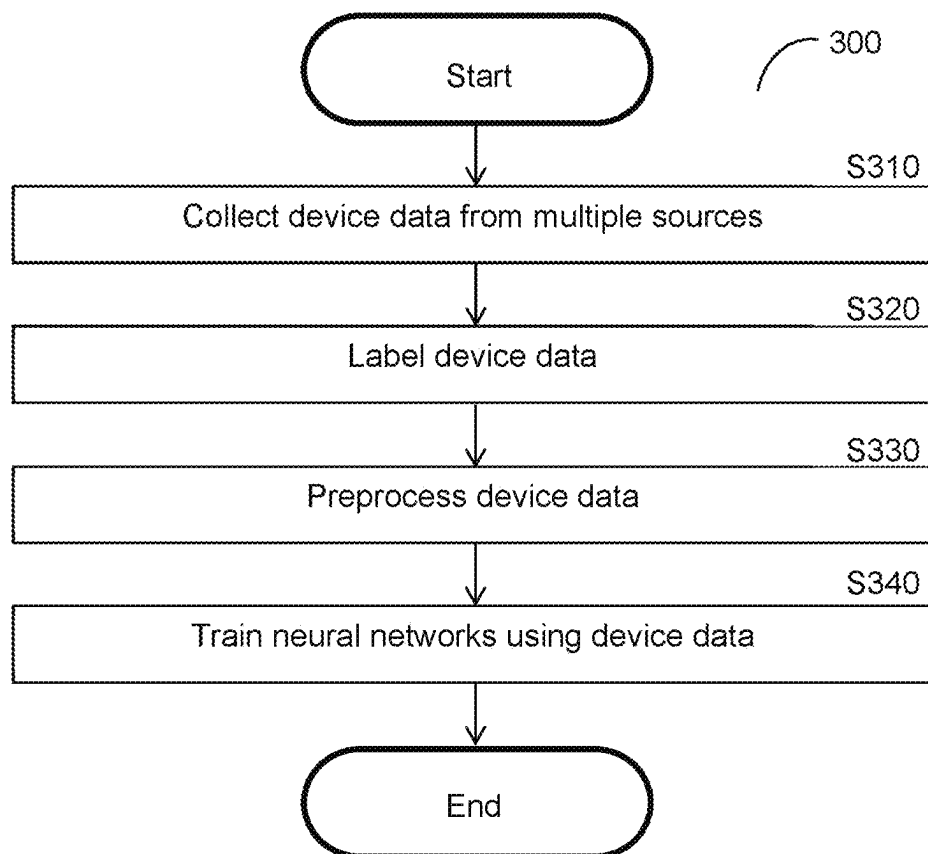 Start
300
S310
Collect device data from multiple sources
S320
Label device data
S330
Preprocess device data
S340
Train neural networks using device data
End